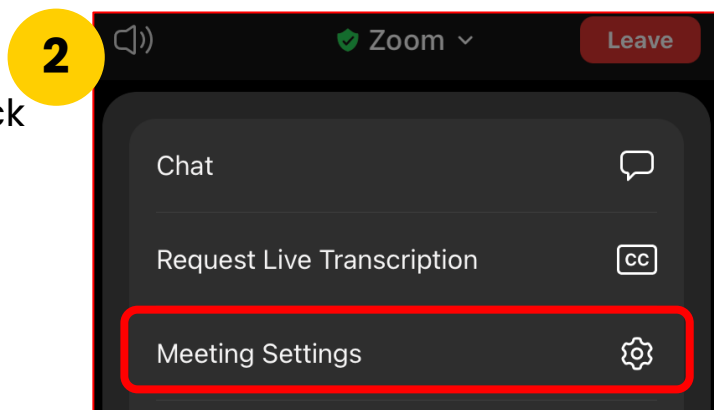 2
ck
Zoom
Leave
Chat
Request Live Transcription
CC
Meeting Settings